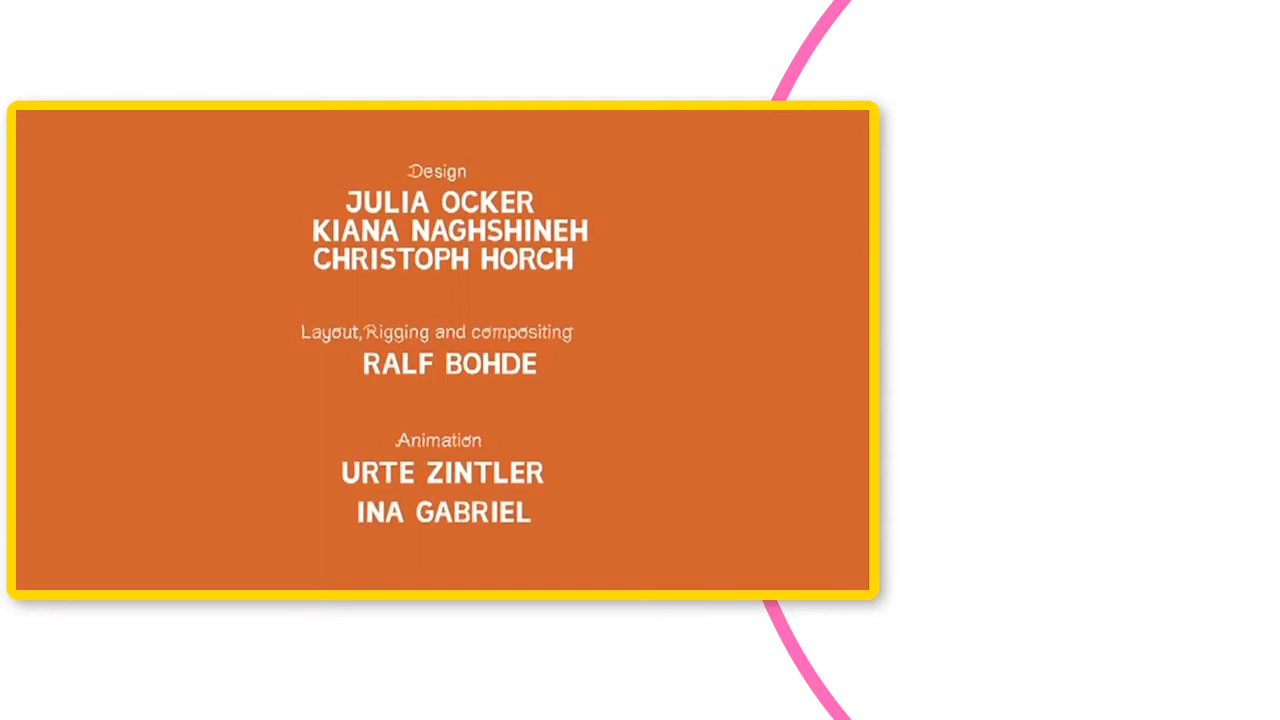 Design
JULIA OCKER
KIANA NAGHSHINEH
CHRISTOPH HORCH
Layout, Rigging and compositing
RALF BOHDE
Animation
URTE ZINTLER
INA GABRIEL